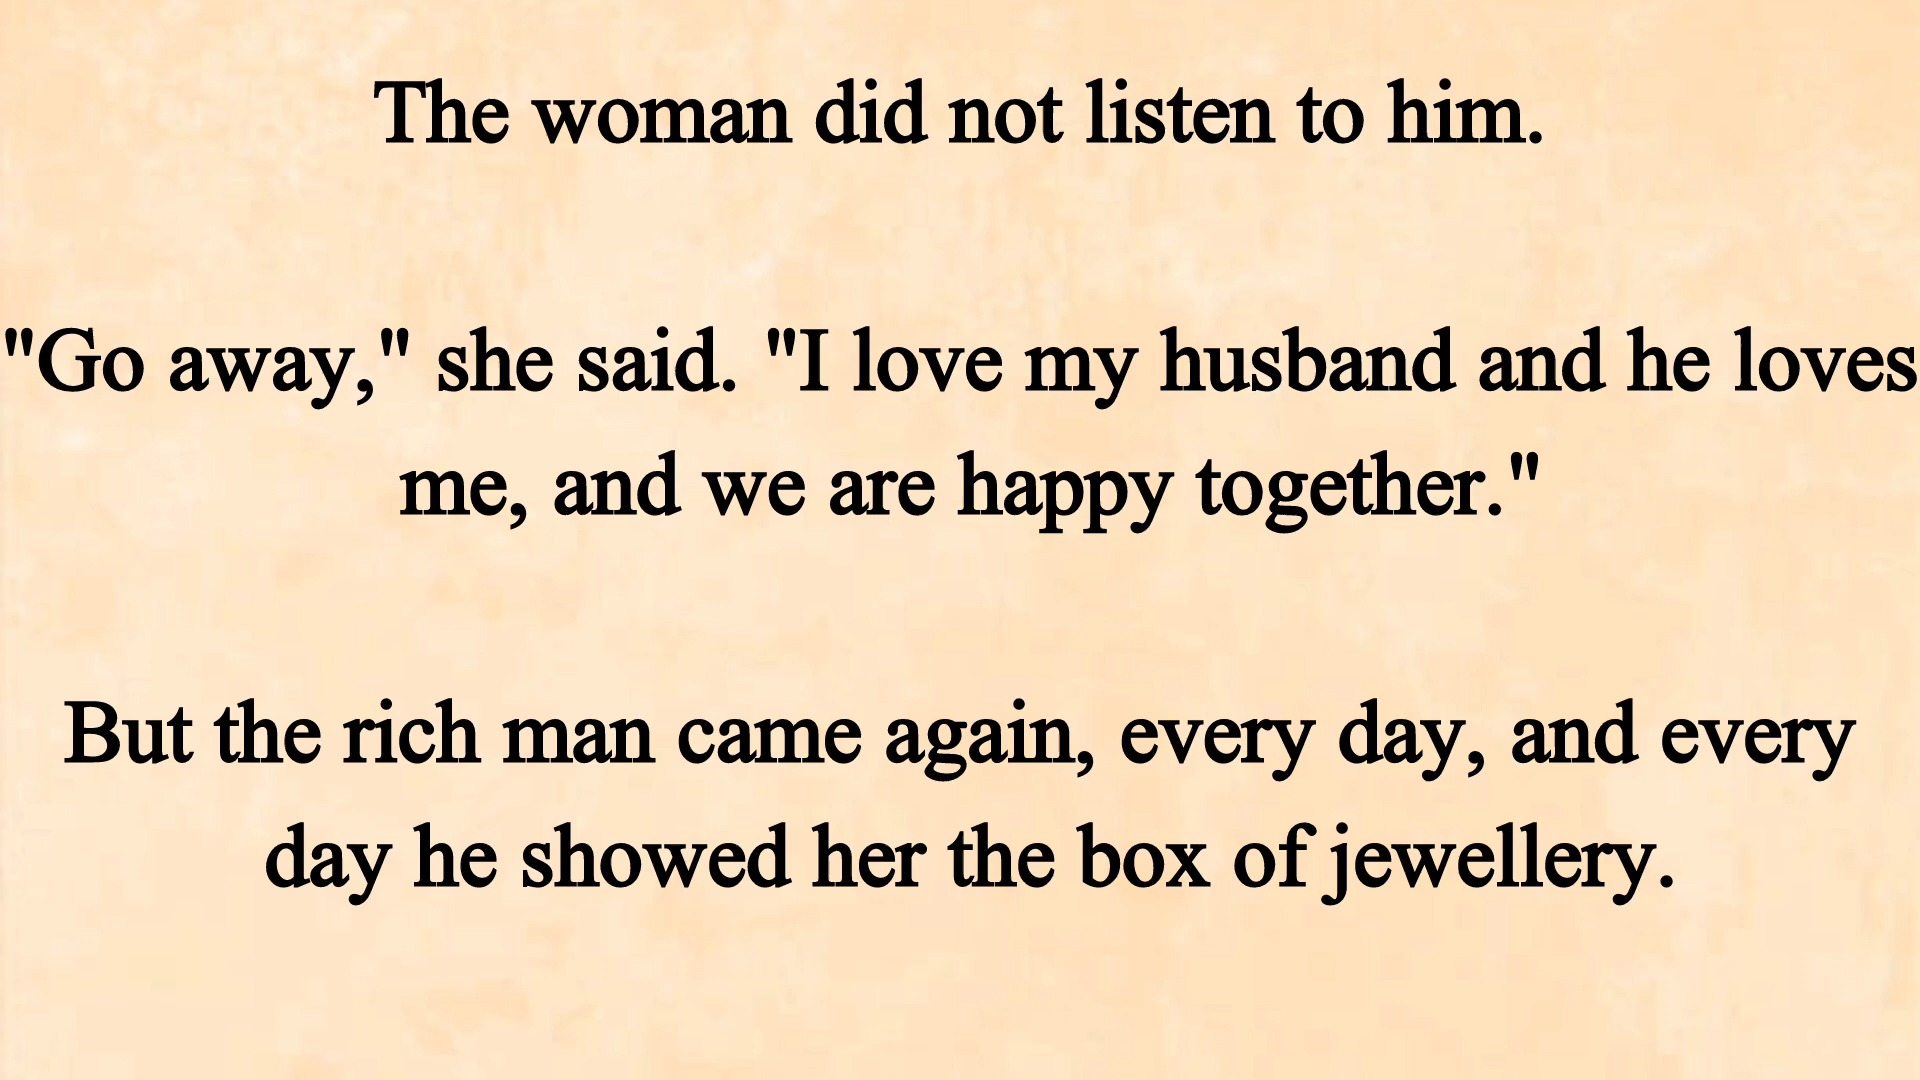 The woman did not listen to him.
"Go away," she said. "I love my husband and he loves
me, and we are happy together."
But the rich man came again, every day, and every
day he showed her the box of jewellery.